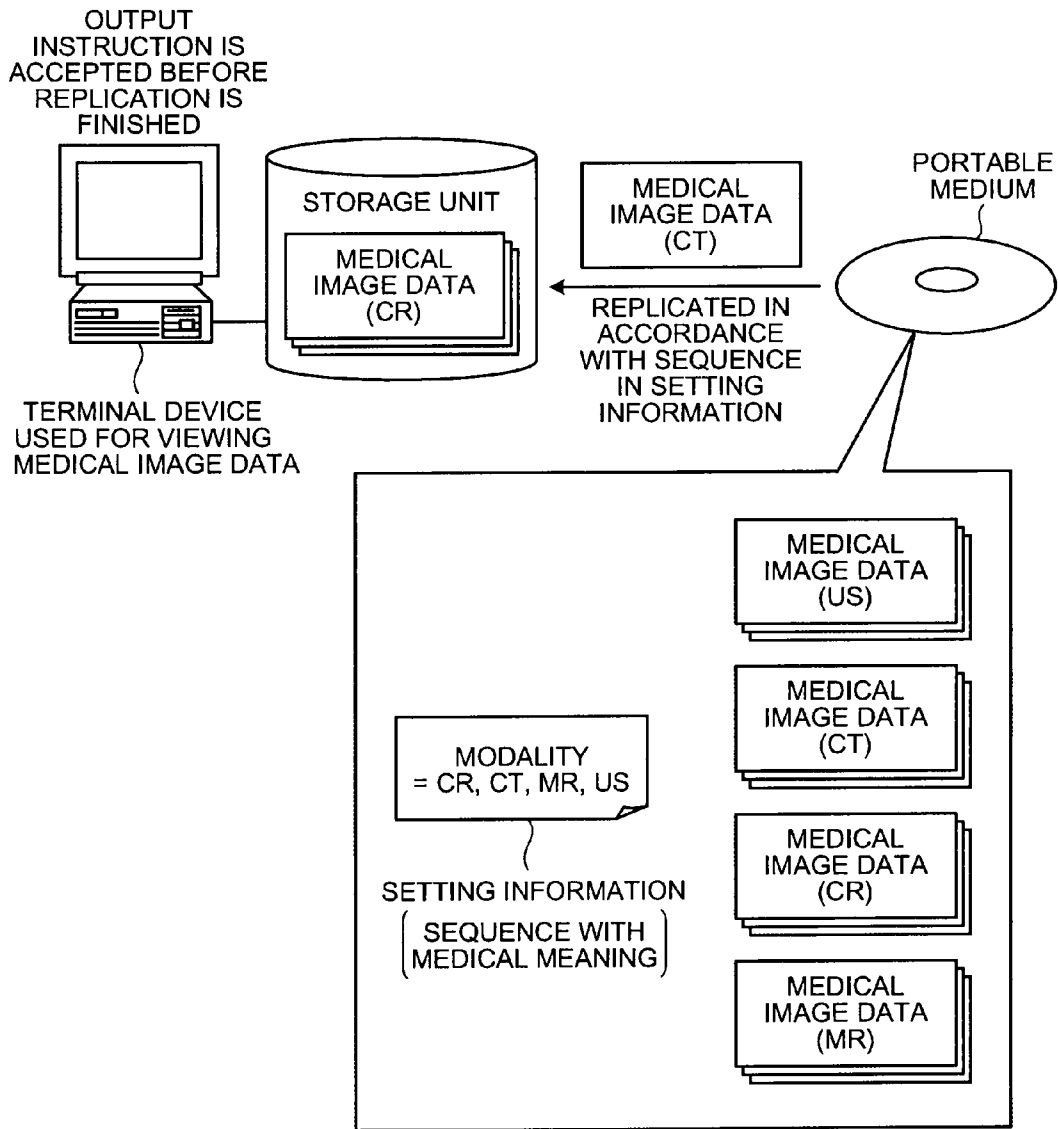 OUTPUT
INSTRUCTION IS
ACCEPTED BEFORE
REPLICATION IS
FINISHED
STORAGE UNIT
MEDICAL
IMAGE DATA
(CR)
MEDICAL
IMAGE DATA
(CT)
REPLICATED IN
ACCORDANCE
WITH SEQUENCE
IN SETTING
INFORMATION
PORTABLE
MEDIUM
TERMINAL DEVICE
USED FOR VIEWING
MEDICAL IMAGE DATA
MODALITY
= CR, CT, MR, US
SETTING INFORMATION
(SEQUENCE WITH
MEDICAL MEANING)
MEDICAL
IMAGE DATA
(US)
MEDICAL
IMAGE DATA
(CT)
MEDICAL
IMAGE DATA
(CR)
MEDICAL
IMAGE DATA
(MR)